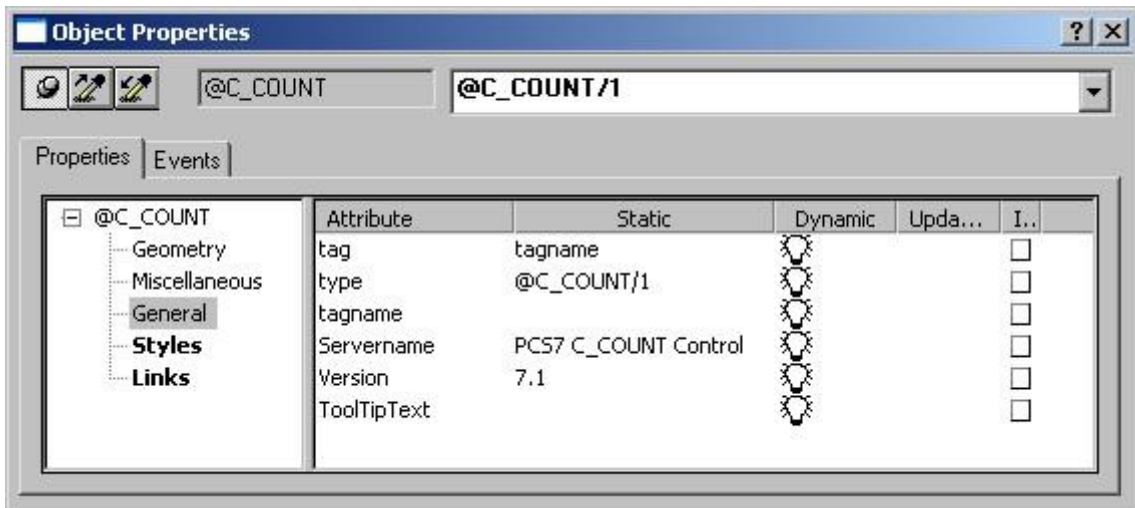 Object Properties
@C_COUNT @C_COUNT/1
Properties Events
@C_COUNT Attribute Static Dynamic Upda... I..
Geometry tag tagname
Miscellaneous type @C_COUNT/1
General tagname
Styles Servername PCS7 C_COUNT Control
Links Version 7.1
ToolTipText